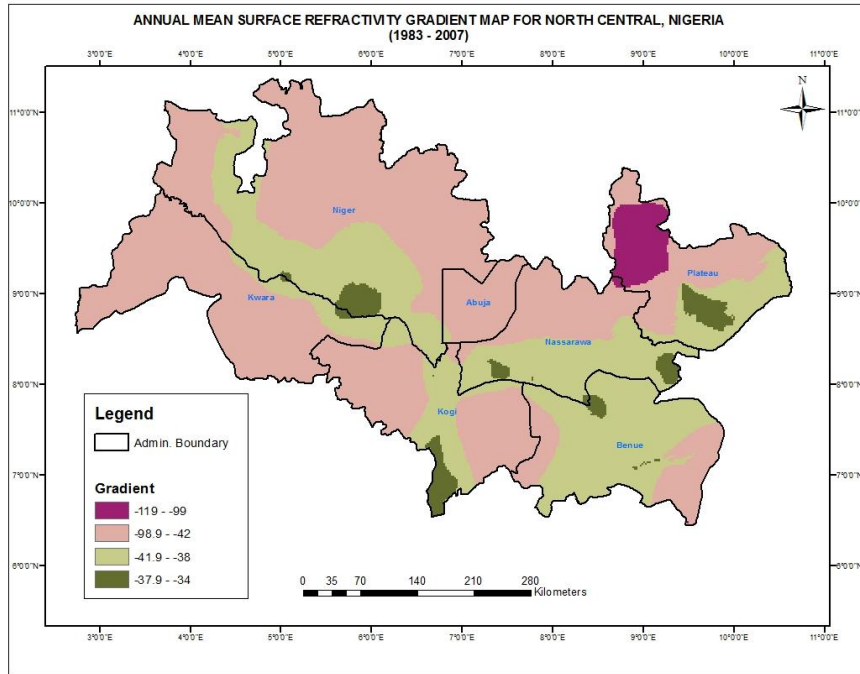 ANNUAL MEAN SURFACE REFRACTIVITY GRADIENT MAP FOR NORTH CENTRAL, NIGERIA
(1983 - 2007)
3°0'0"E 4°0'0"E 5°0'0"E 6°0'0"E 7°0'0"E 8°0'0"E 9°0'0"E 10°0'0"E 11°0'0"E
N
11°0'0"N 11°0'0"N
10°0'0"N 10°0'0"N
Niger
Plateau
9°0'0"N 9°0'0"N
Kwara
Abuja
Nassarawa
8°0'0"N 8°0'0"N
Kogi
Benue
7°0'0"N 7°0'0"N
6°0'0"N 6°0'0"N
Legend
Admin. Boundary
Gradient
-119 - -99
-98.9 - -42
-41.9 - -38
-37.9 - -34
0 35 70 140 210 280
Kilometers
3°0'0"E 4°0'0"E 5°0'0"E 6°0'0"E 7°0'0"E 8°0'0"E 9°0'0"E 10°0'0"E 11°0'0"E